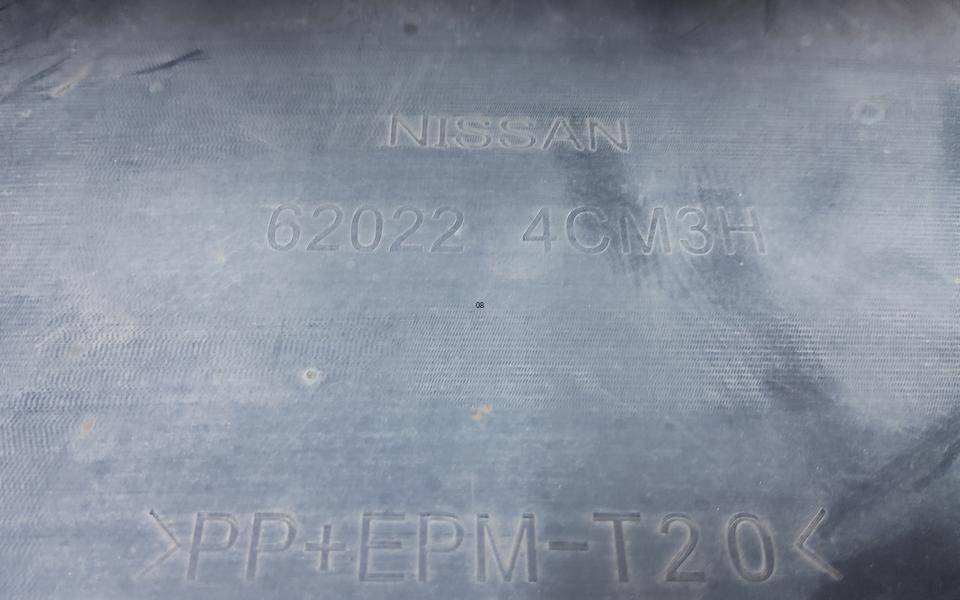 NISSAN
62022 4CM3H
08
>PP+EPM-T20<